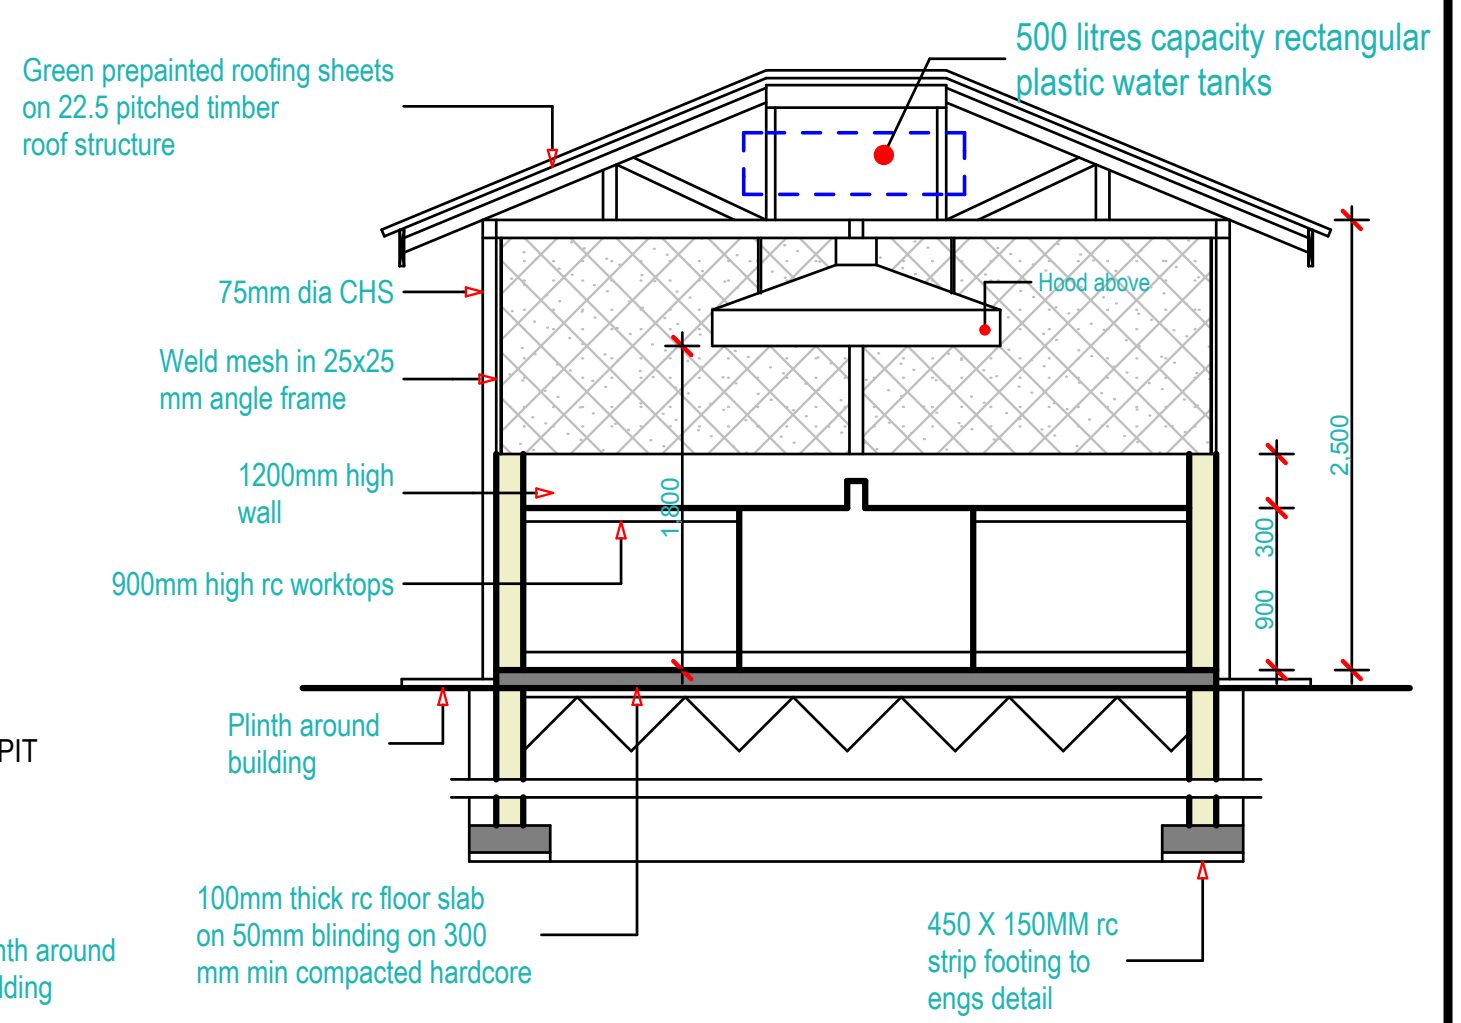 Green prepainted roofing sheets
on 22.5 pitched timber
roof structure
500 litres capacity rectangular
plastic water tanks
75mm dia CHS
Hood above
Weld mesh in 25x25
mm angle frame
1200mm high
wall
900mm high rc worktops
1,800
2,500
300
900
Plinth around
building
PIT
100mm thick rc floor slab
on 50mm blinding on 300
mm min compacted hardcore
450 X 150MM rc
strip footing to
engs detail
nth around
lding